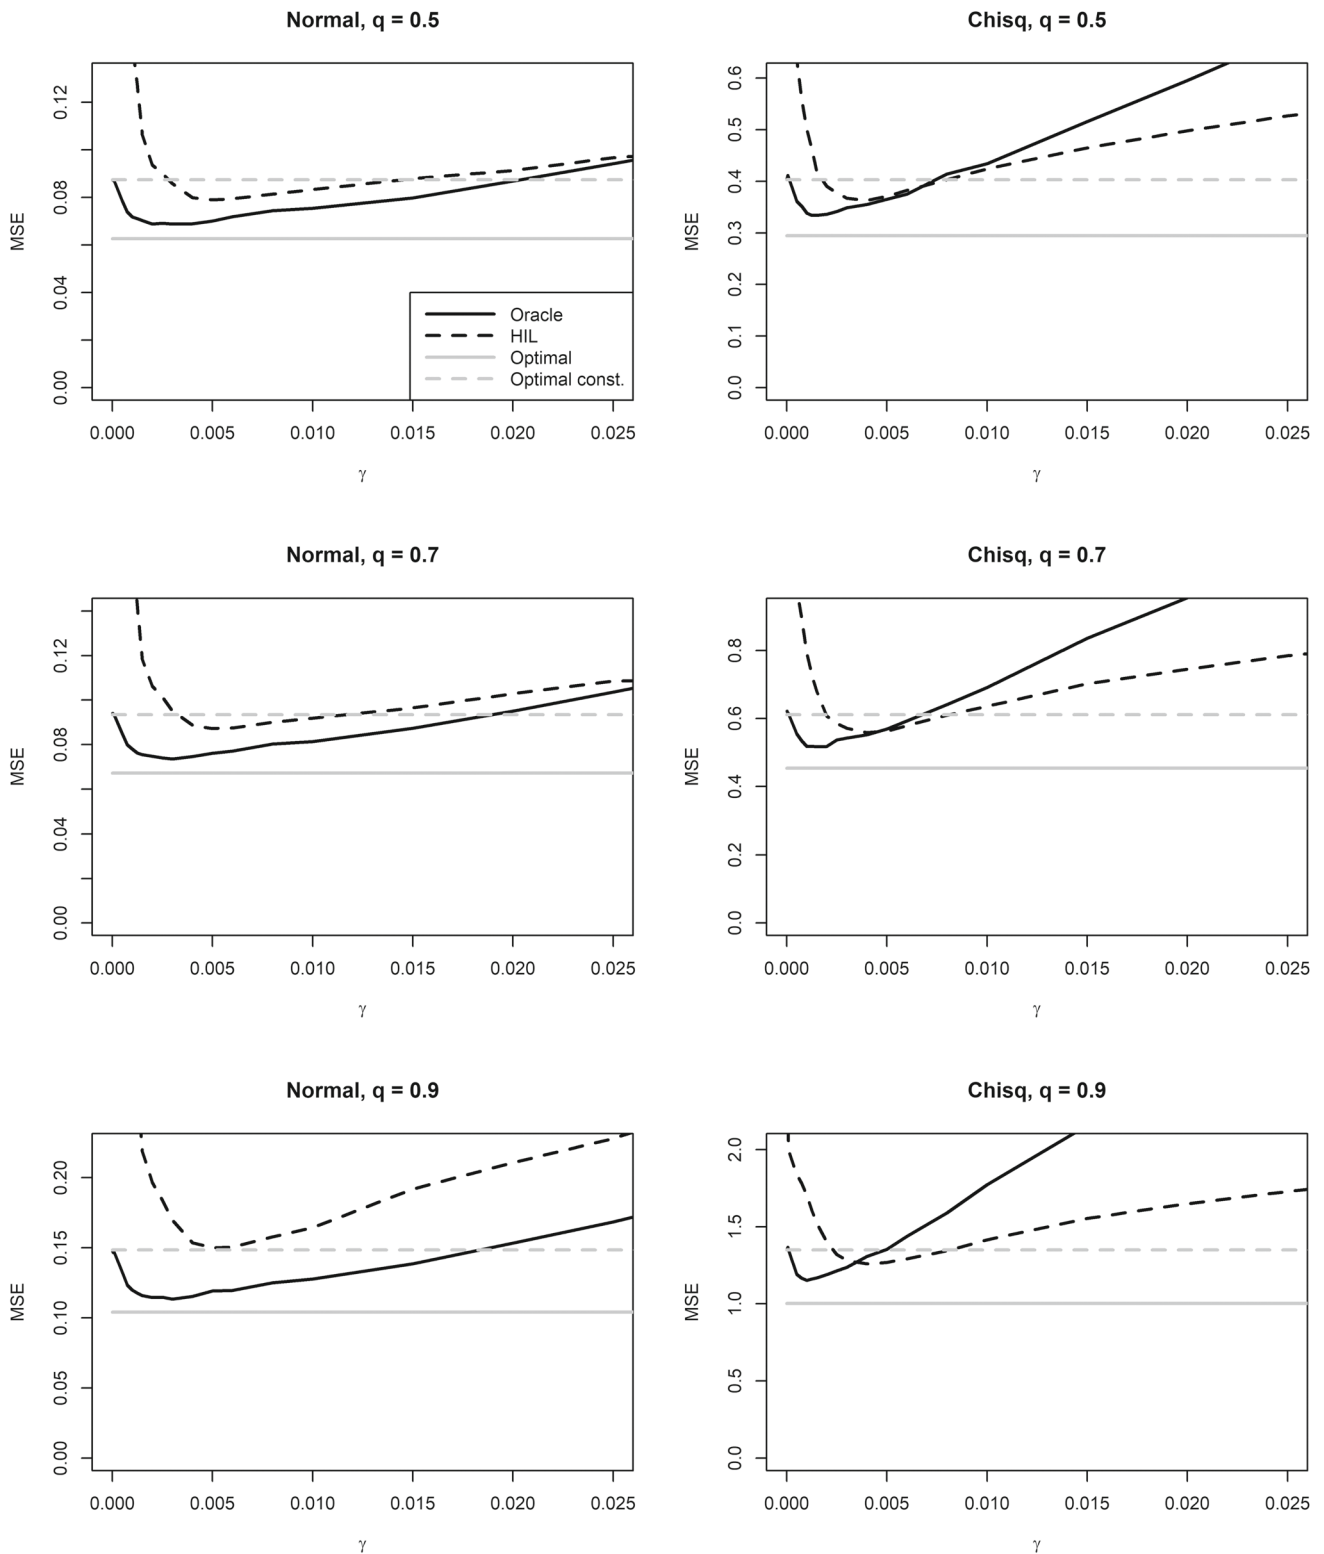 Normal, q = 0.5
MSE
0.00 0.04 0.08 0.12
Oracle
HIL
Optimal
Optimal const.
0.000 0.005 0.010 0.015 0.020 0.025
γ
Chisq, q = 0.5
MSE
0.0 0.1 0.2 0.3 0.4 0.5 0.6
0.000 0.005 0.010 0.015 0.020 0.025
γ
Normal, q = 0.7
MSE
0.00 0.04 0.08 0.12
0.000 0.005 0.010 0.015 0.020 0.025
γ
Chisq, q = 0.7
MSE
0.0 0.2 0.4 0.6 0.8
0.000 0.005 0.010 0.015 0.020 0.025
γ
Normal, q = 0.9
MSE
0.00 0.05 0.10 0.15 0.20
0.000 0.005 0.010 0.015 0.020 0.025
γ
Chisq, q = 0.9
MSE
0.0 0.5 1.0 1.5 2.0
0.000 0.005 0.010 0.015 0.020 0.025
γ